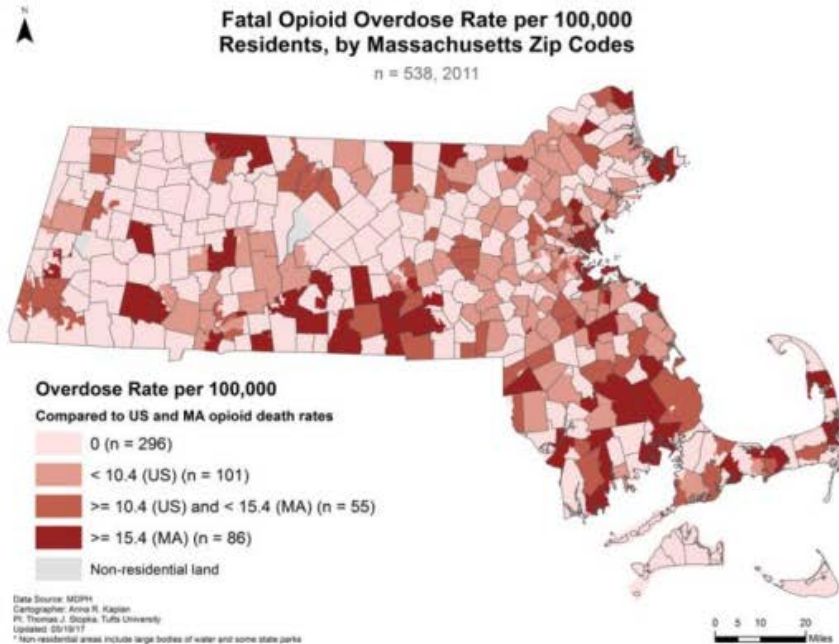 N
Fatal Opioid Overdose Rate per 100,000
Residents, by Massachusetts Zip Codes
n = 538, 2011
Overdose Rate per 100,000
Compared to US and MA opioid death rates
0 (n = 296)
< 10.4 (US) (n = 101)
>= 10.4 (US) and < 15.4 (MA) (n = 55)
>= 15.4 (MA) (n = 86)
Non-residential land
Data Source: MDPH
Cartographer: Anna R. Kaplan
PI: Thomas J. Stopka, Tufts University
Updated: 05/19/17
* Non-residential areas include large bodies of water and some state parks
0 5 10 20
Miles